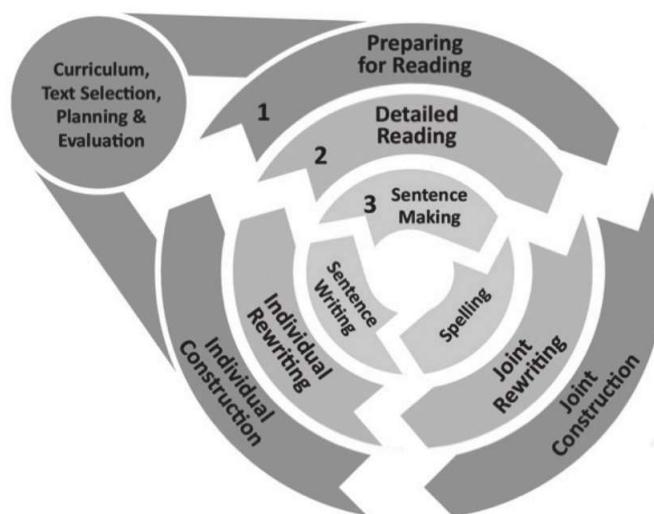 Curriculum,
Text Selection,
Planning &
Evaluation
1
Preparing
for Reading
2
Detailed
Reading
3
Sentence
Making
Spelling
Sentence
Writing
Joint
Rewriting
Individual
Rewriting
Joint
Construction
Individual
Construction